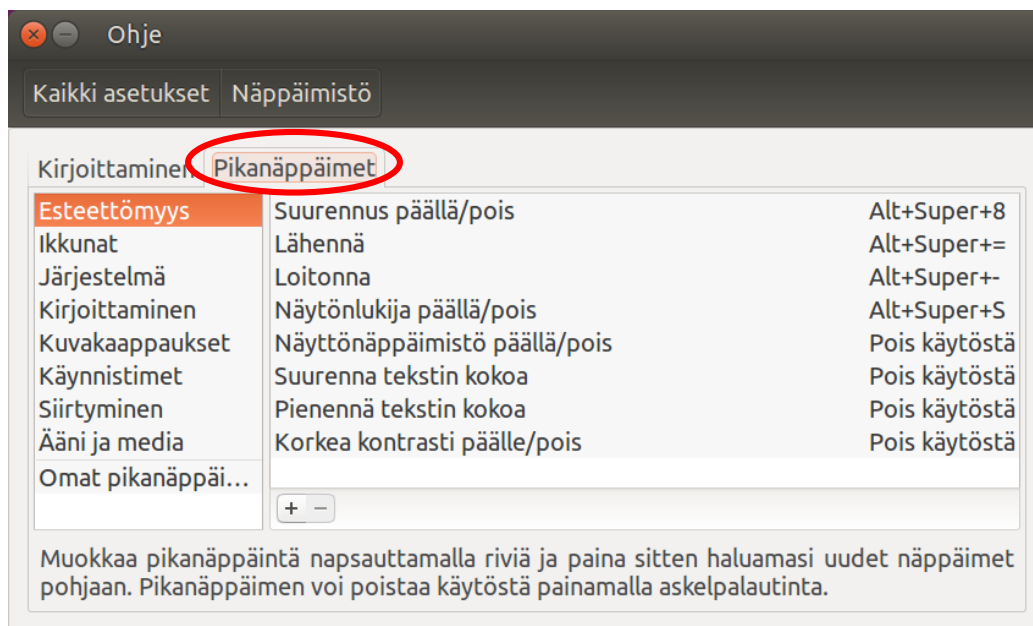 Ohje
Kaikki asetukset Näppäimistö
Kirjoittaminen Pikanäppäimet
Esteettömyys Suurennus päällä/pois Alt+Super+8
Ikkunat Lähennä Alt+Super+=
Järjestelmä Loitonna Alt+Super+-
Kirjoittaminen Näytönlukija päällä/pois Alt+Super+S
Kuvakaappaukset Näyttönäppäimistö päällä/pois Pois käytöstä
Käynnistimet Suurenna tekstin kokoa Pois käytöstä
Siirtyminen Pienennä tekstin kokoa Pois käytöstä
Ääni ja media Korkea kontrasti päälle/pois Pois käytöstä
Omat pikanäppäi...
+ −
Muokkaa pikanäppäintä napsauttamalla riviä ja paina sitten haluamasi uudet näppäimet
pohjaan. Pikanäppäimen voi poistaa käytöstä painamalla askelpalautinta.